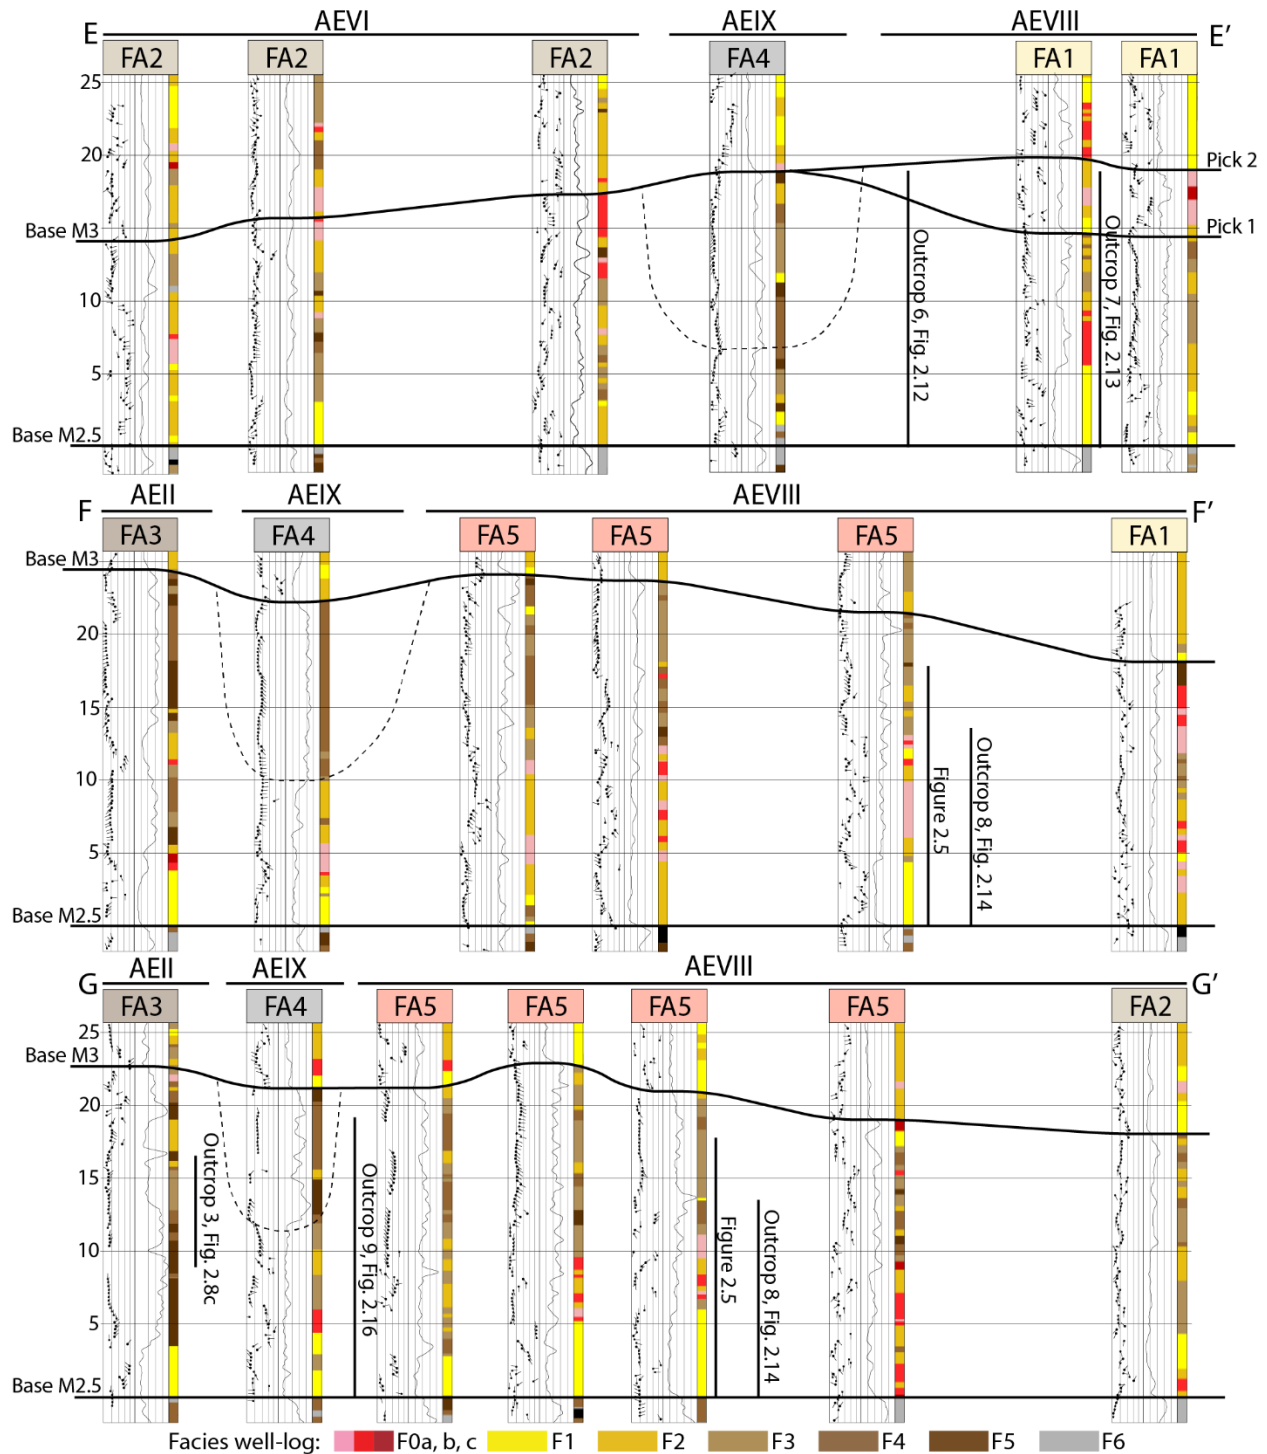 AEVI AEIX AEVIII
E E’
FA2 FA2 FA2 FA4 FA1 FA1
25
20
Pick 2
Base M3
Pick 1
10
5
Base M2.5
Outcrop 6, Fig. 2.12
Outcrop 7, Fig. 2.13
AEII AEIX AEVIII
F F’
FA3 FA4 FA5 FA5 FA5 FA1
Base M3
20
15
10
5
Base M2.5
Figure 2.5
Outcrop 8, Fig. 2.14
AEII AEIX AEVIII
G G’
FA3 FA4 FA5 FA5 FA5 FA5 FA2
25
Base M3
20
15
10
5
Base M2.5
Outcrop 3, Fig. 2.8c
Outcrop 9, Fig. 2.16
Figure 2.5
Outcrop 8, Fig. 2.14
Facies well-log: F0a, b, c F1 F2 F3 F4 F5 F6